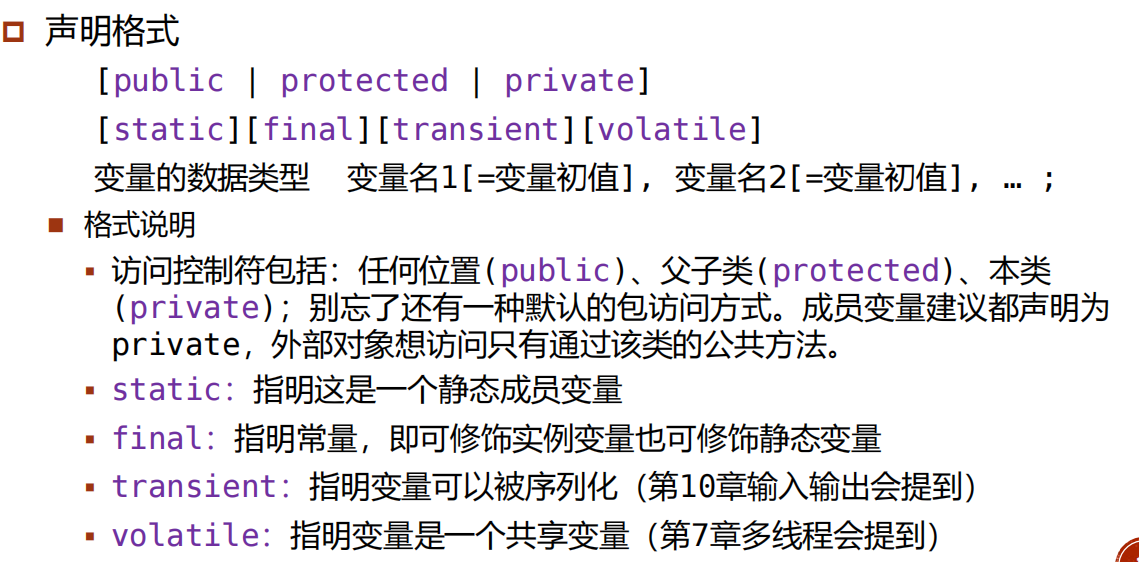 声明格式
[public | protected | private]
[static][final][transient][volatile]
变量的数据类型 变量名1[=变量初值], 变量名2[=变量初值], … ;
格式说明
访问控制符包括：任何位置(public)、父子类(protected)、本类
(private)；别忘了还有一种默认的包访问方式。成员变量建议都声明为
private，外部对象想访问只有通过该类的公共方法。
static：指明这是一个静态成员变量
final：指明常量，即可修饰实例变量也可修饰静态变量
transient：指明变量可以被序列化（第10章输入输出会提到）
volatile：指明变量是一个共享变量（第7章多线程会提到）